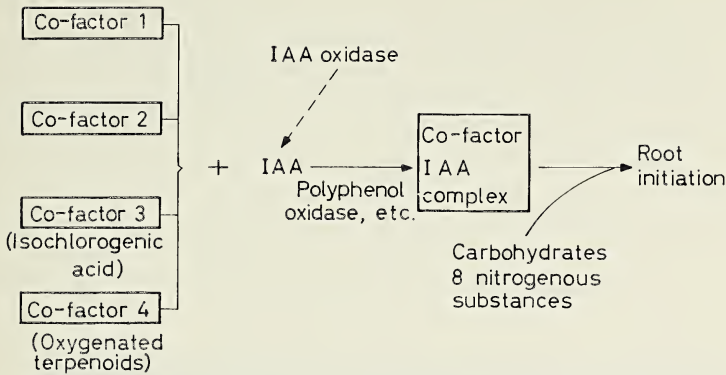 Co-factor 1
Co-factor 2
Co-factor 3
(Isochlorogenic
acid)
Co-factor 4
(Oxygenated
terpenoids)
+
IAA oxidase
IAA
Polyphenol
oxidase, etc.
Co-factor
IAA
complex
Carbohydrates
8 nitrogenous
substances
Root
initiation